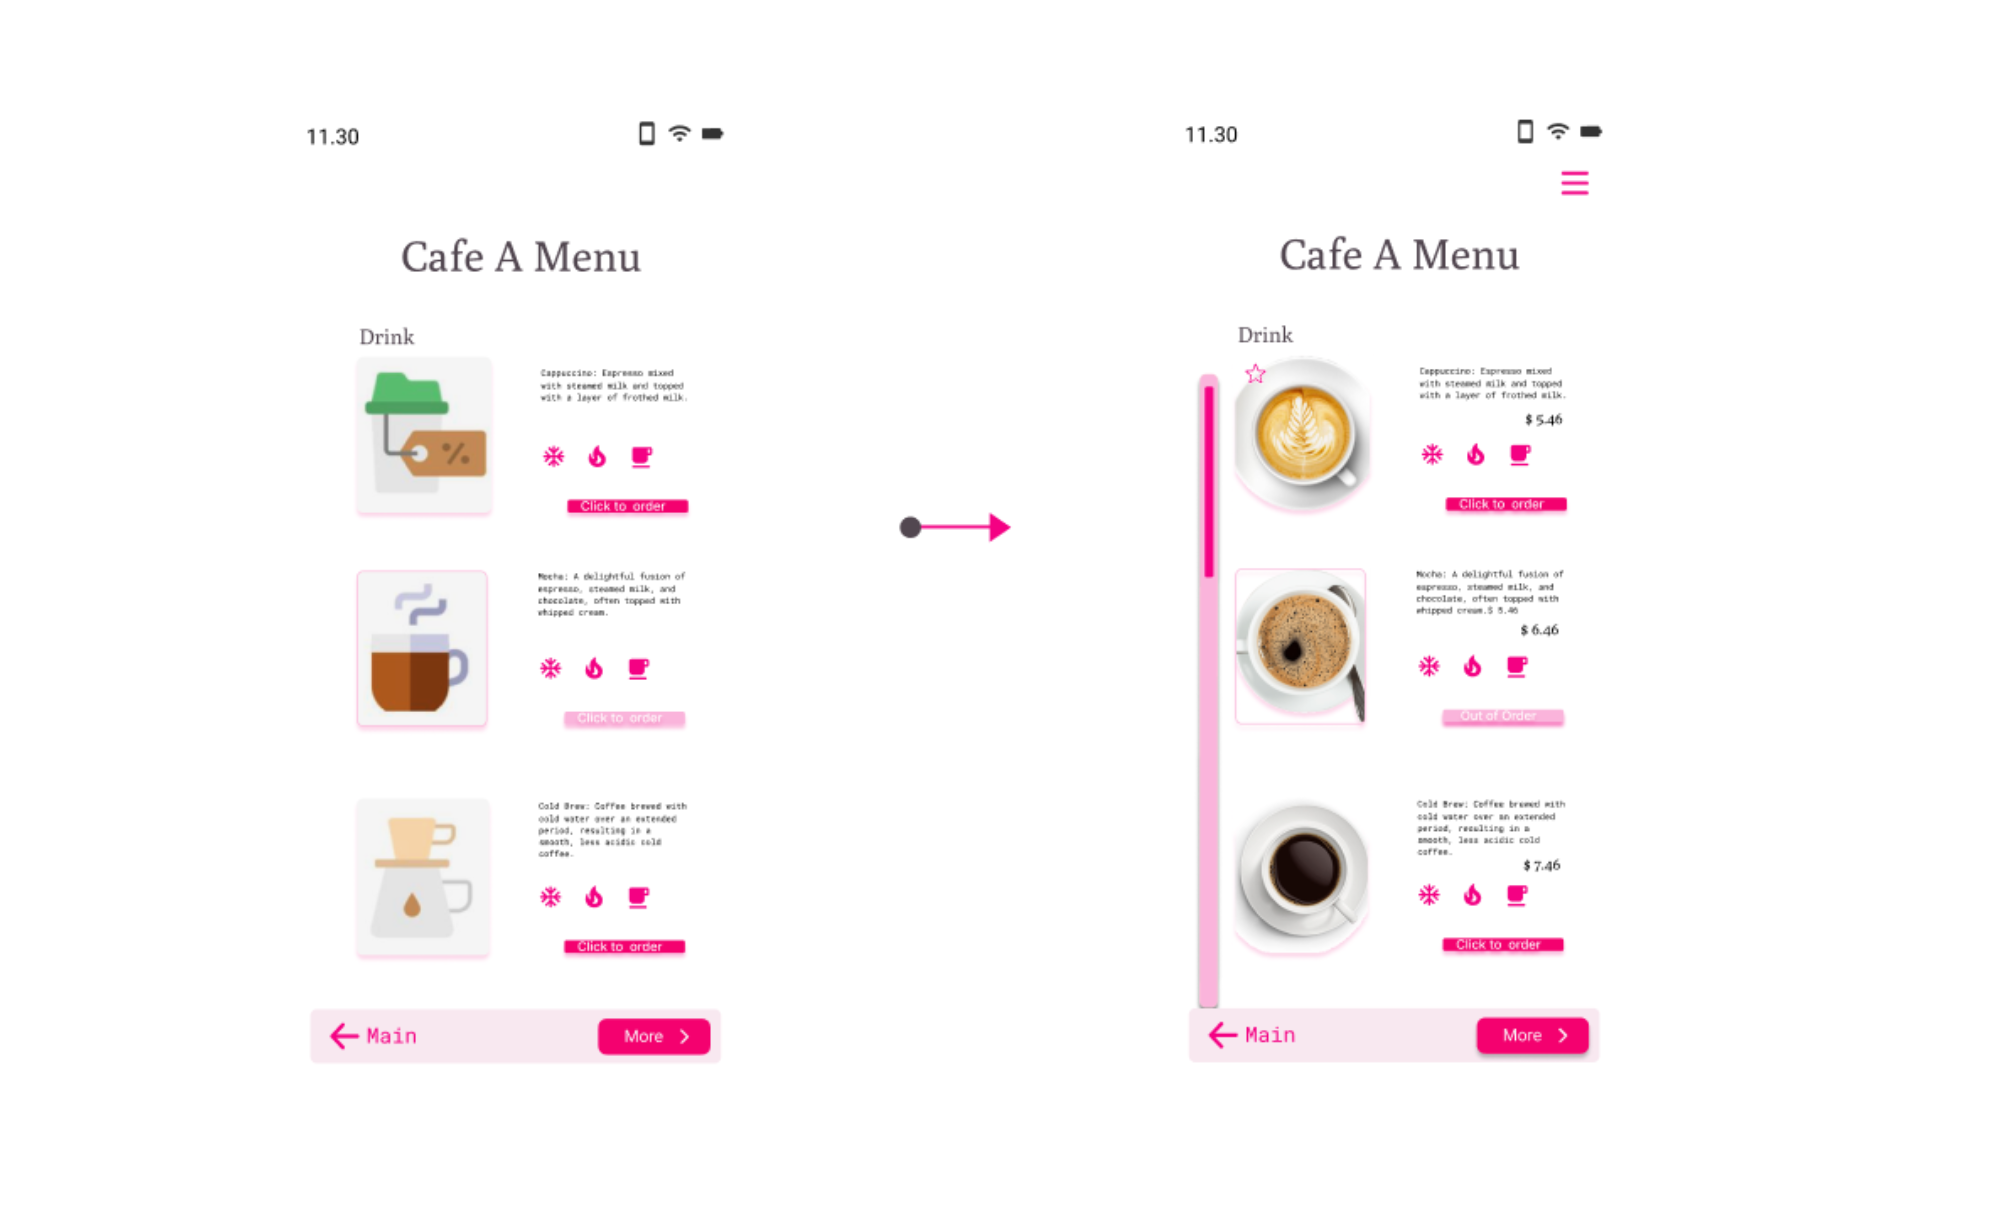 11.30
Cafe A Menu
Drink
Cappuccino: Espresso mixed
with steamed milk and topped
with a layer of frothed milk.
Click to order
Mocha: A delightful fusion of
espresso, steamed milk, and
chocolate, often topped with
whipped cream.
Click to order
Cold Brew: Coffee brewed with
cold water over an extended
period, resulting in a
smooth, less acidic cold
coffee.
Click to order
Main
More
11.30
Cafe A Menu
Drink
Cappuccino: Espresso mixed
with steamed milk and topped
with a layer of frothed milk.
$ 5.46
Click to order
Mocha: A delightful fusion of
espresso, steamed milk, and
chocolate, often topped with
whipped cream.$ 5.46
$ 6.46
Out of Order
Cold Brew: Coffee brewed with
cold water over an extended
period, resulting in a
smooth, less acidic cold
coffee.
$ 7.46
Click to order
Main
More